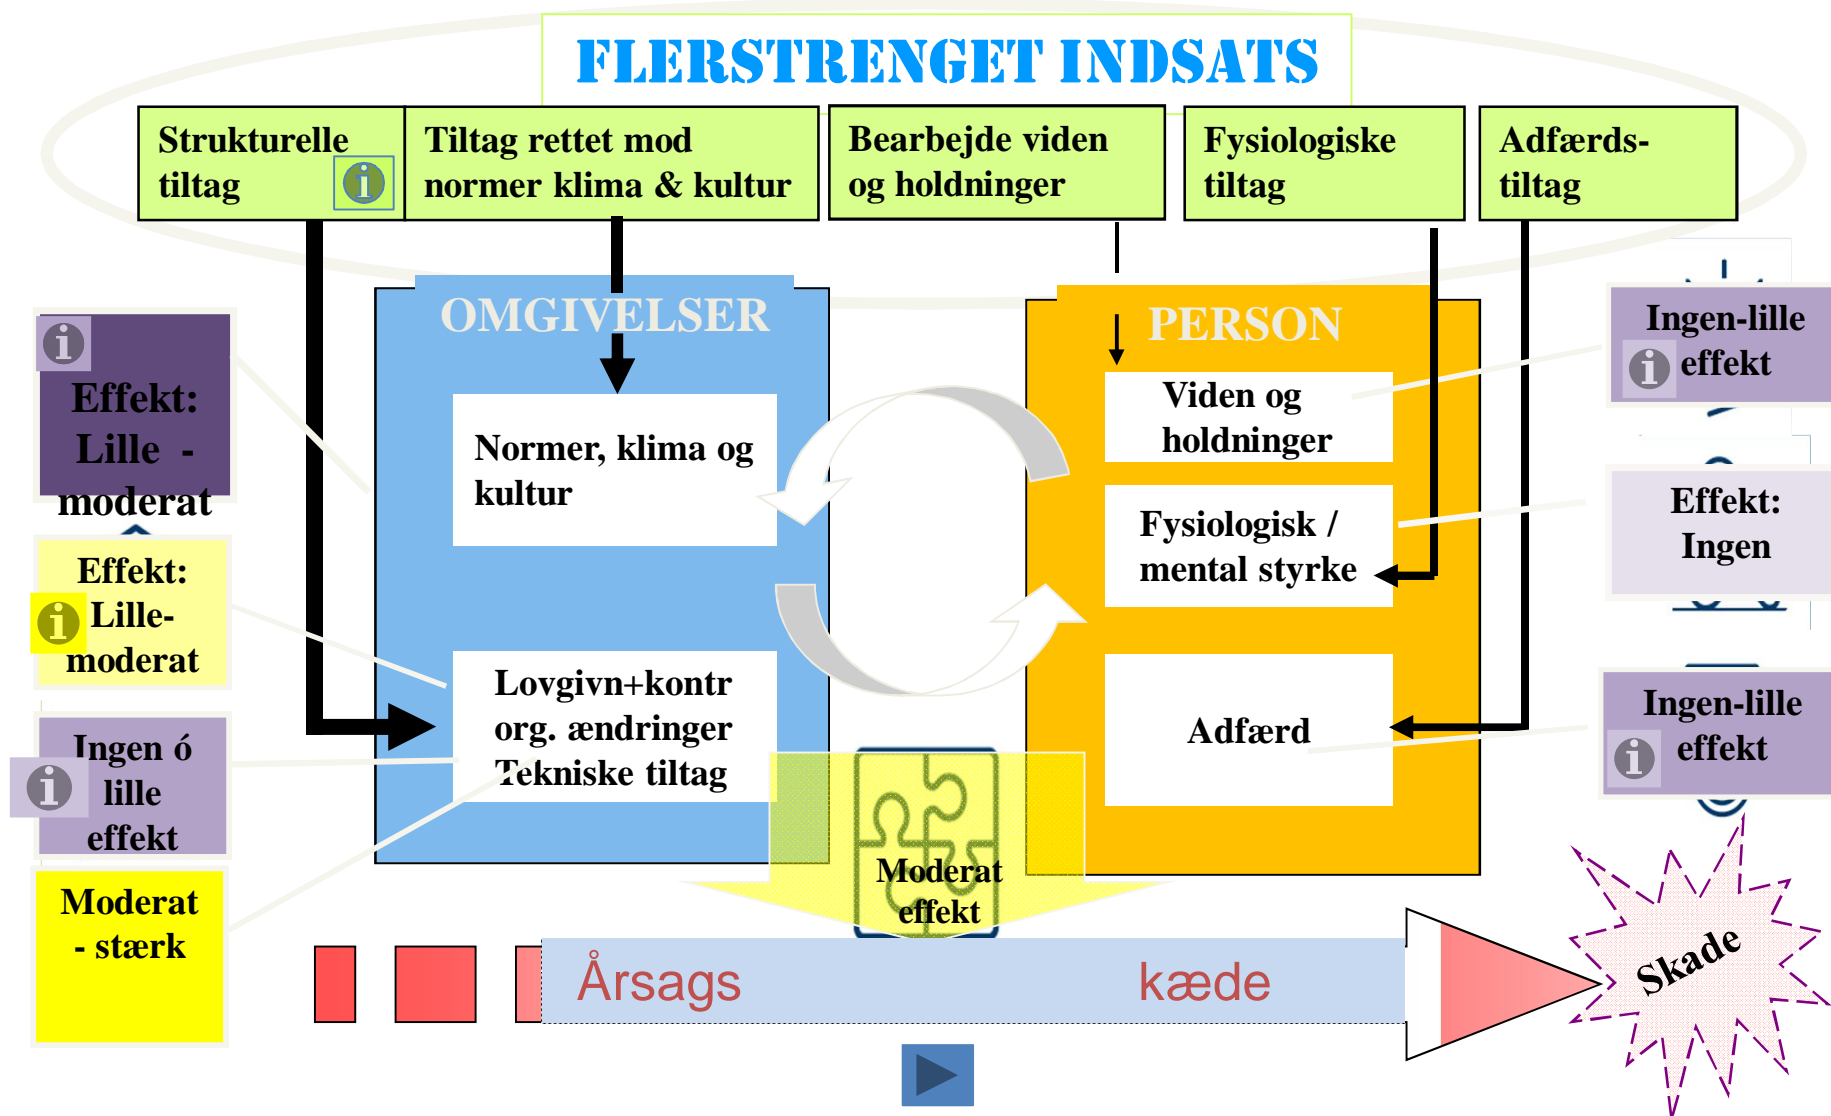 FLERSTRENGET INDSATS
Strukturelle
tiltag
Tiltag rettet mod
normer klima & kultur
Bearbejde viden
og holdninger
Fysiologiske
tiltag
Adfærds-
tiltag
OMGIVELSER
PERSON
Effekt:
Lille -
moderat
Effekt:
Lille-
moderat
Ingen ó
lille
effekt
Moderat
- stærk
Normer, klima og
kultur
Lovgivn+kontr
org. ændringer
Tekniske tiltag
Viden og
holdninger
Fysiologisk /
mental styrke
Adfærd
Ingen-lille
effekt
Effekt:
Ingen
Ingen-lille
effekt
Moderat
effekt
Årsags kæde
Skade